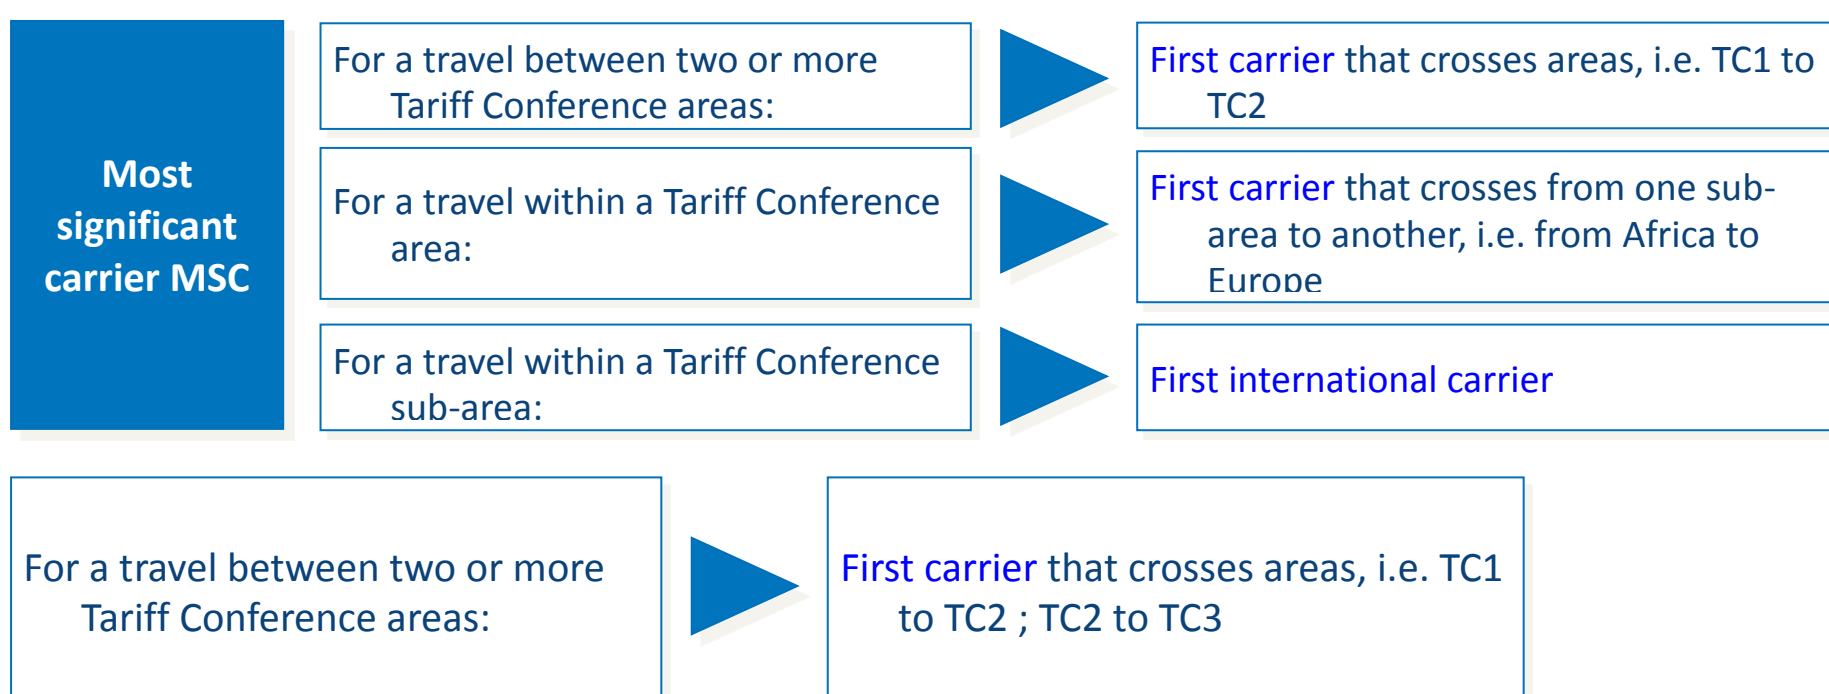 Most
significant
carrier MSC
For a travel between two or more
Tariff Conference areas:
First carrier that crosses areas, i.e. TC1 to
TC2
For a travel within a Tariff Conference
area:
First carrier that crosses from one sub-
area to another, i.e. from Africa to
Europe
For a travel within a Tariff Conference
sub-area:
First international carrier
For a travel between two or more
Tariff Conference areas:
First carrier that crosses areas, i.e. TC1
to TC2 ; TC2 to TC3